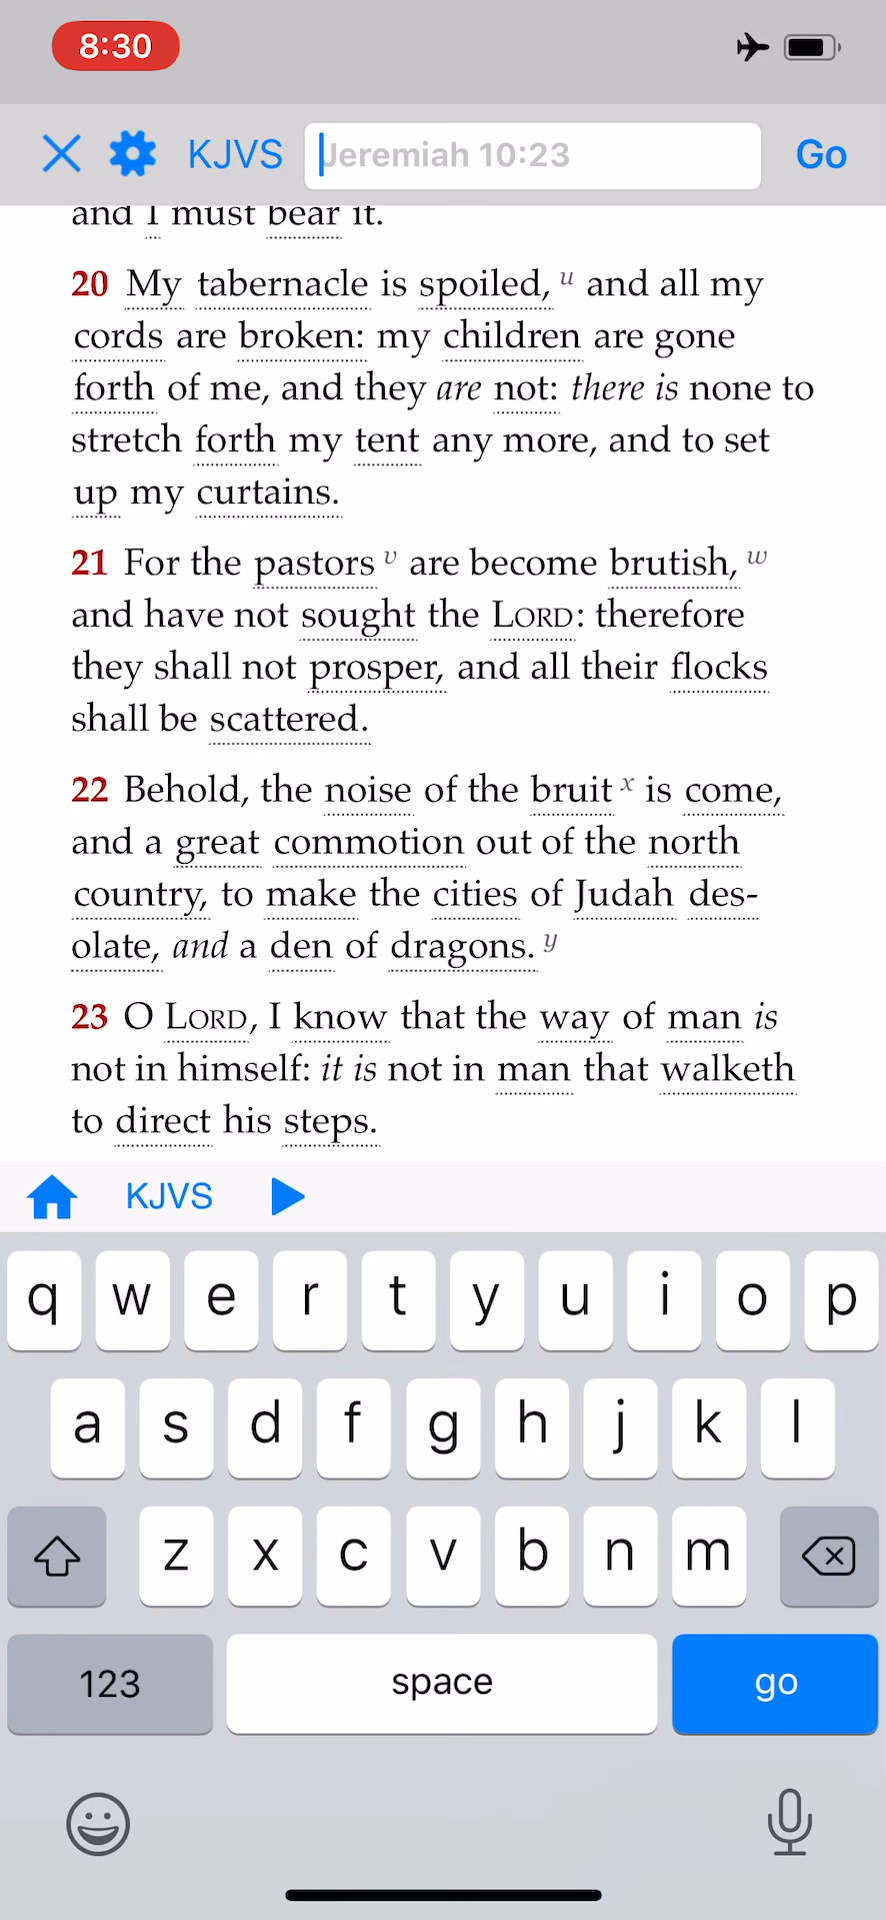 8:30
KJVS Jeremiah 10:23 Go
and I must bear it.
20 My tabernacle is spoiled, u and all my
cords are broken: my children are gone
forth of me, and they are not: there is none to
stretch forth my tent any more, and to set
up my curtains.
21 For the pastors v are become brutish, w
and have not sought the LORD: therefore
they shall not prosper, and all their flocks
shall be scattered.
22 Behold, the noise of the bruit x is come,
and a great commotion out of the north
country, to make the cities of Judah des-
olate, and a den of dragons. y
23 O LORD, I know that the way of man is
not in himself: it is not in man that walketh
to direct his steps.
KJVS
q w e r t y u i o p
a s d f g h j k l
z x c v b n m
123 space go